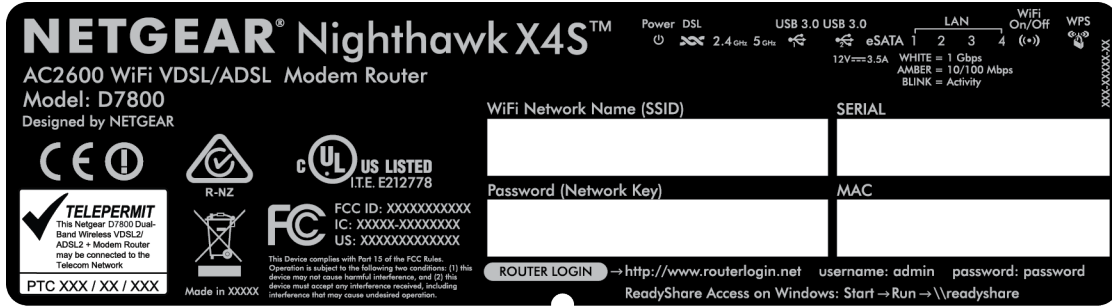 NETGEAR® Nighthawk X4S™
AC2600 WiFi VDSL/ADSL Modem Router
Model: D7800
Designed by NETGEAR
Power DSL
2.4 GHz 5 GHz
USB 3.0 USB 3.0
eSATA
LAN
1 2 3 4
WiFi
On/Off
WPS
12V 3.5A
WHITE = 1 Gbps
AMBER = 10/100 Mbps
BLINK = Activity
XXX-XXXXX-XX
CE
R-NZ
C UL US LISTED
I.T.E. E212778
TELEPERMIT
This Netgear D7800 Dual-
Band Wireless VDSL2/
ADSL2 + Modem Router
may be connected to the
Telecom Network
PTC XXX / XX / XXX
Made in XXXXX
FC
FCC ID: XXXXXXXXXXX
IC: XXXXX-XXXXXXXX
US: XXXXXXXXXXXXX
This Device complies with Part 15 of the FCC Rules.
Operation is subject to the following two conditions: (1) this
device may not cause harmful interference, and (2) this
device must accept any interference received, including
interference that may cause undesired operation.
WiFi Network Name (SSID)
SERIAL
Password (Network Key)
MAC
ROUTER LOGIN →http://www.routerlogin.net username: admin password: password
ReadyShare Access on Windows: Start→Run→\\readyshare